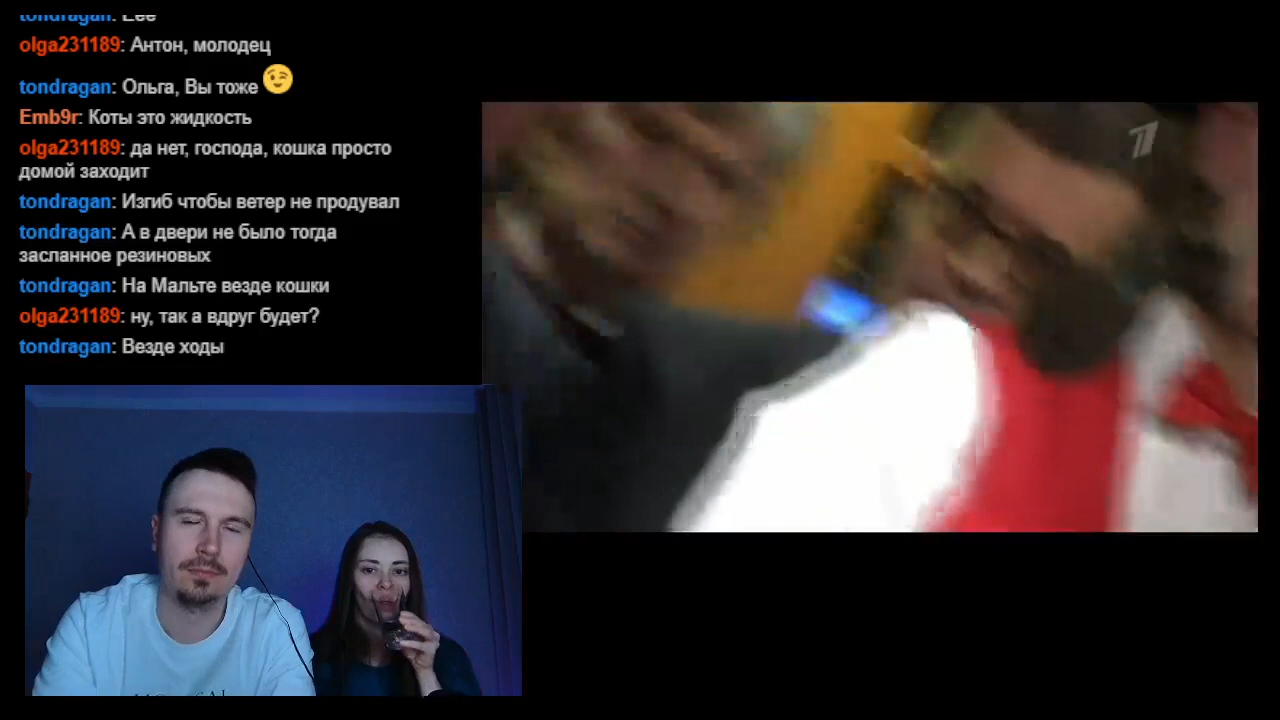 olga231189: Антон, молодец
tondragan: Ольга, Вы тоже 😉
Emb9r: Коты это жидкость
olga231189: да нет, господа, кошка просто
домой заходит
tondragan: Изгиб чтобы ветер не продувал
tondragan: А в двери не было тогда
засланное резиновых
tondragan: На Мальте везде кошки
olga231189: ну, так а вдруг будет?
tondragan: Везде ходы